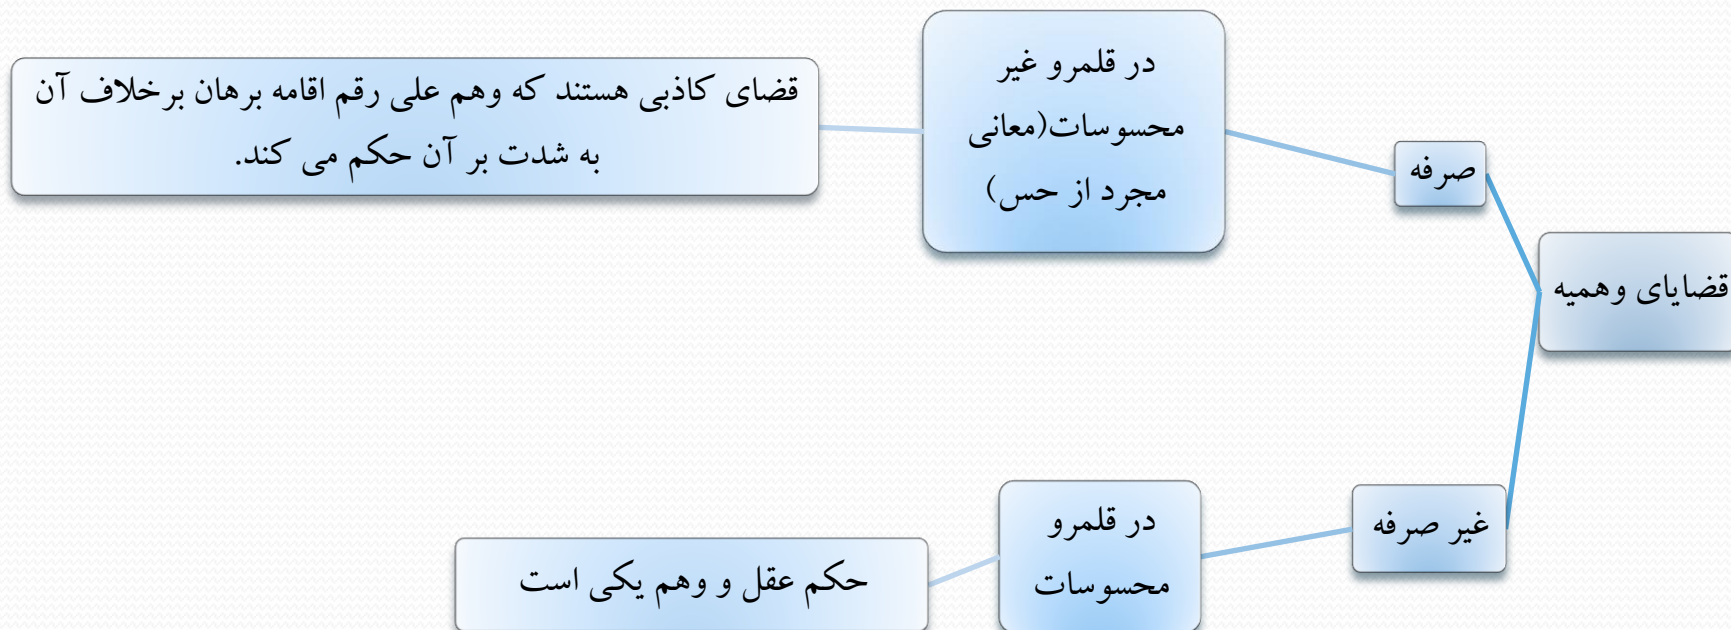 قضایای وهمیه
صرفه
در قلمرو غیر
محسوسات(معانی
مجرد از حس)
قضای کاذبی هستند که وهم علی رقم اقامه برهان برخلاف آن
به شدت بر آن حکم می کند.
غیر صرفه
در قلمرو
محسوسات
حکم عقل و وهم یکی است